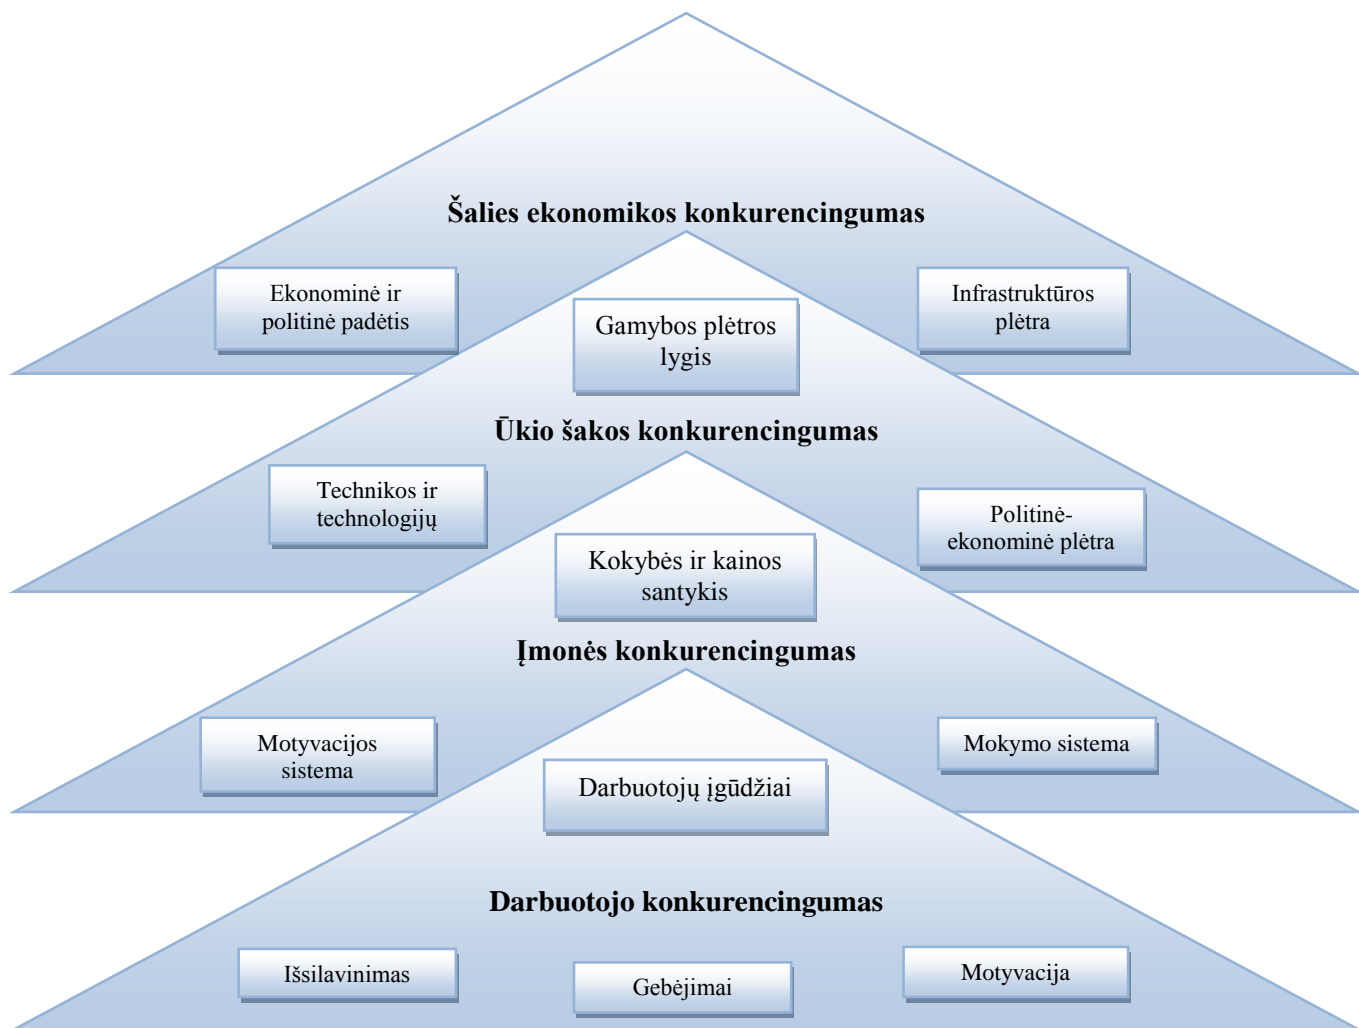 Šalies ekonomikos konkurencingumas
Ekonominė ir
politinė padėtis
Gamybos plėtros
lygis
Infrastruktūros
plėtra
Ūkio šakos konkurencingumas
Technikos ir
technologijų
Kokybės ir kainos
santykis
Politinė-
ekonominė plėtra
Įmonės konkurencingumas
Motyvacijos
sistema
Darbuotojų įgūdžiai
Mokymo sistema
Darbuotojo konkurencingumas
Išsilavinimas
Gebėjimai
Motyvacija